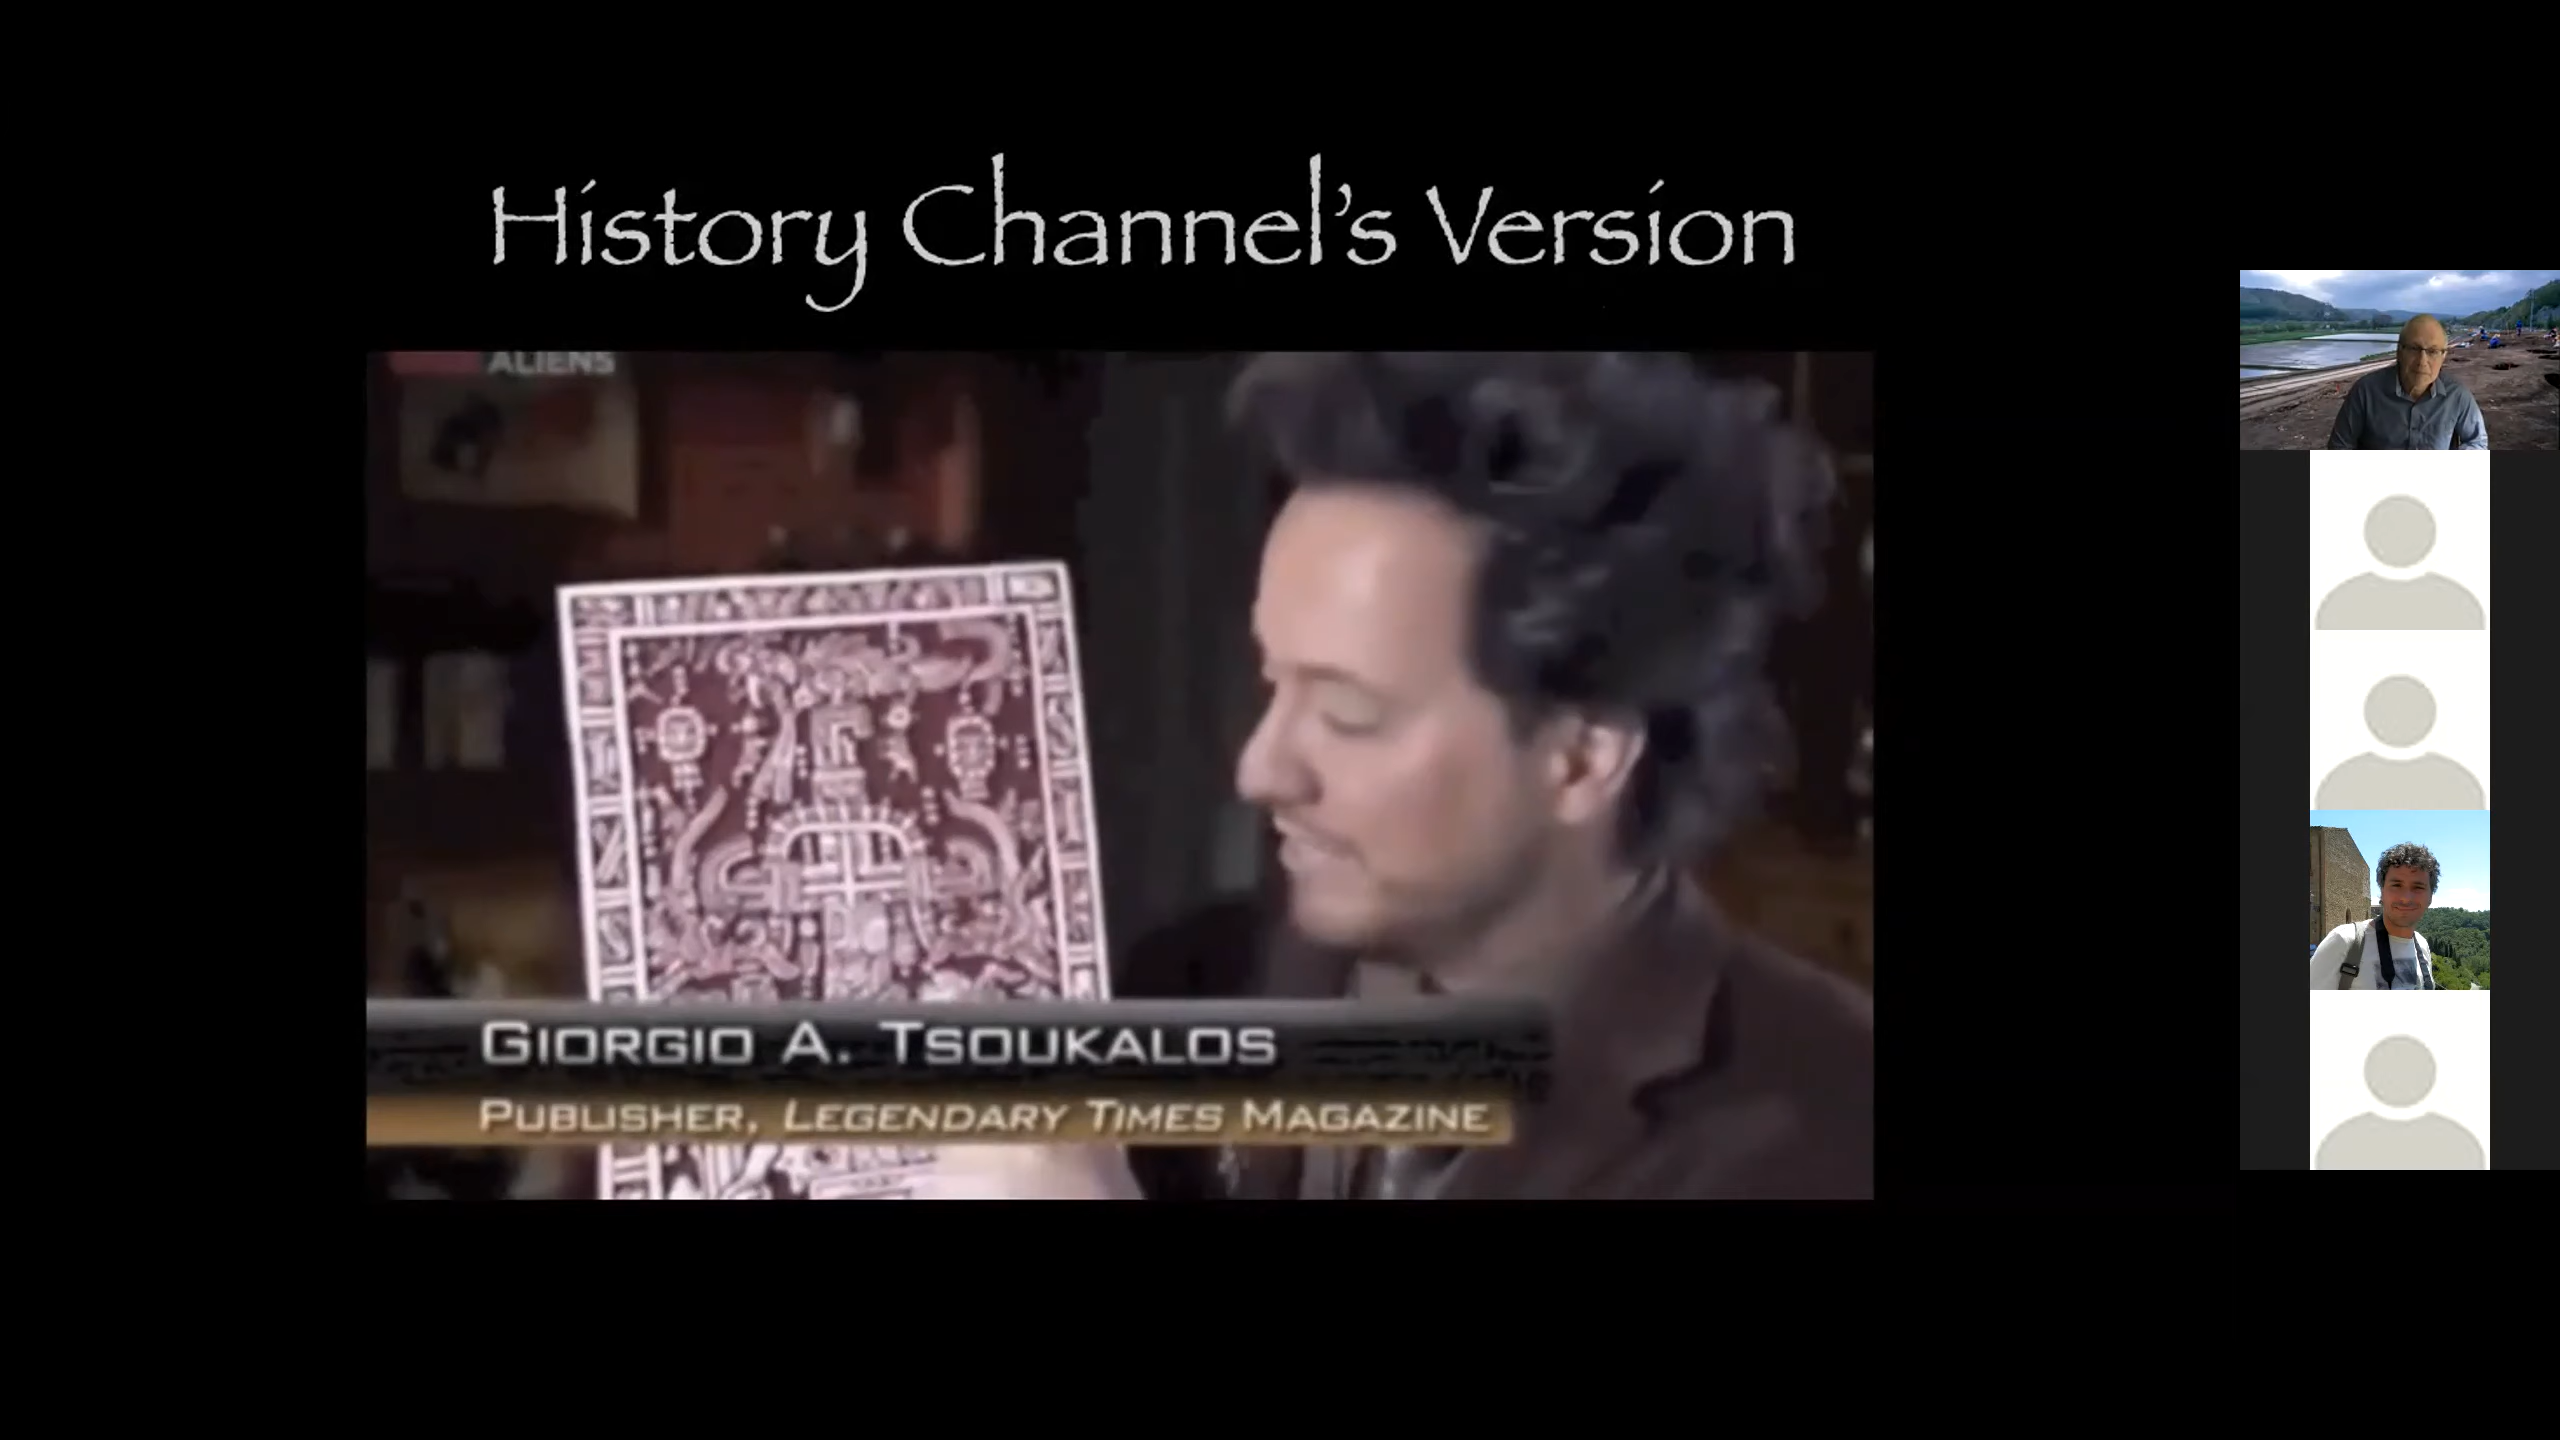 History Channel's Version
ALIENS
GIORGIO A. TSOUKALOS
PUBLISHER, LEGENDARY TIMES MAGAZINE